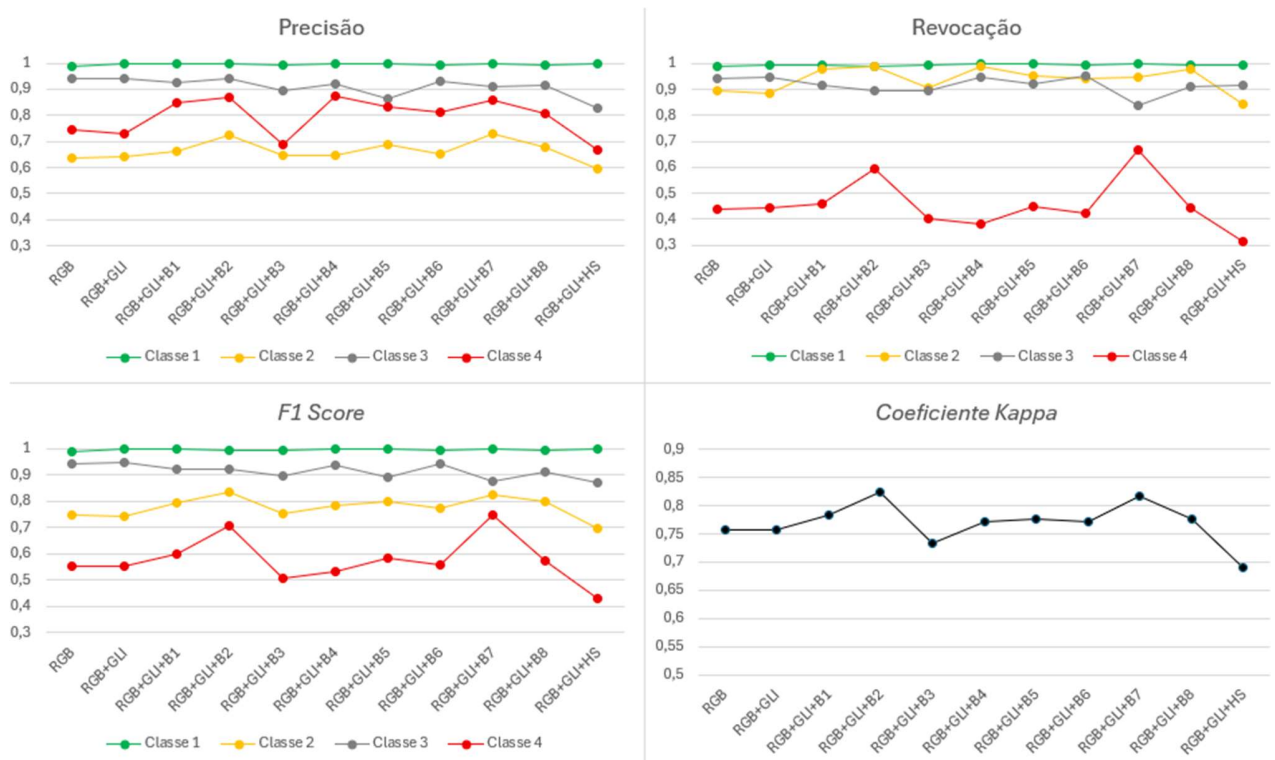 Precisão
1
0,9
0,8
0,7
0,6
0,5
0,4
0,3
RGB
RGB+GLI
RGB+GLI+B1
RGB+GLI+B2
RGB+GLI+B3
RGB+GLI+B4
RGB+GLI+B5
RGB+GLI+B6
RGB+GLI+B7
RGB+GLI+B8
RGB+GLI+HS
Classe 1 Classe 2 Classe 3 Classe 4
Revocação
1
0,9
0,8
0,7
0,6
0,5
0,4
0,3
RGB
RGB+GLI
RGB+GLI+B1
RGB+GLI+B2
RGB+GLI+B3
RGB+GLI+B4
RGB+GLI+B5
RGB+GLI+B6
RGB+GLI+B7
RGB+GLI+B8
RGB+GLI+HS
Classe 1 Classe 2 Classe 3 Classe 4
F1 Score
1
0,9
0,8
0,7
0,6
0,5
0,4
0,3
RGB
RGB+GLI
RGB+GLI+B1
RGB+GLI+B2
RGB+GLI+B3
RGB+GLI+B4
RGB+GLI+B5
RGB+GLI+B6
RGB+GLI+B7
RGB+GLI+B8
RGB+GLI+HS
Classe 1 Classe 2 Classe 3 Classe 4
Coeficiente Kappa
0,9
0,85
0,8
0,75
0,7
0,65
0,6
0,55
0,5
RGB
RGB+GLI
RGB+GLI+B1
RGB+GLI+B2
RGB+GLI+B3
RGB+GLI+B4
RGB+GLI+B5
RGB+GLI+B6
RGB+GLI+B7
RGB+GLI+B8
RGB+GLI+HS